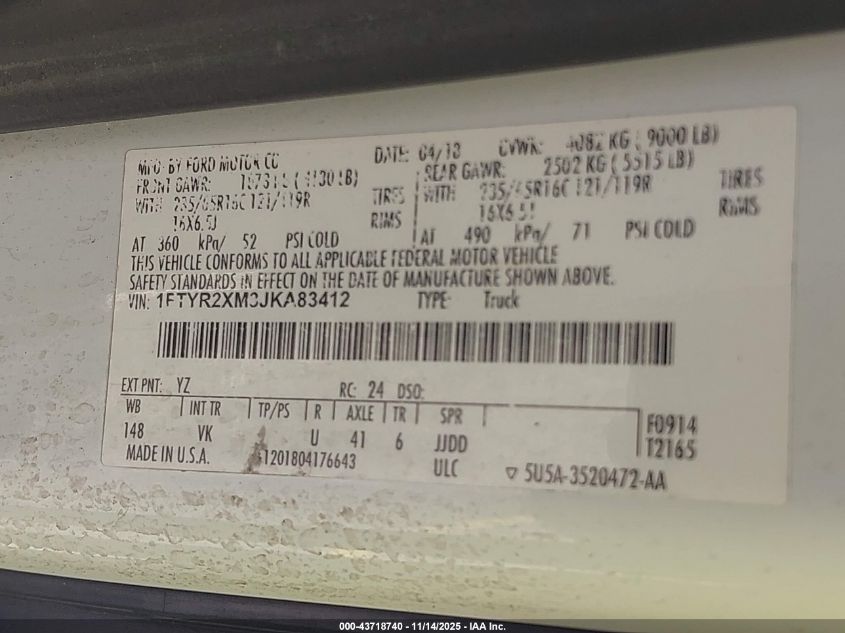 MFD. BY FORD MOTOR CO DATE: 04/18 GVWR: 4082 KG ( 9000 LB)
FRONT GAWR: ( 4130 LB) REAR GAWR: 2502 KG ( 5515 LB)
WITH 235/65R16C 121/119R TIRES WITH 235/65R16C 121/119R TIRES
16X6.5J RIMS 16X6.5J RIMS
AT 360 kPa/ 52 PSI COLD AT 490 kPa/ 71 PSI COLD
THIS VEHICLE CONFORMS TO ALL APPLICABLE FEDERAL MOTOR VEHICLE
SAFETY STANDARDS IN EFFECT ON THE DATE OF MANUFACTURE SHOWN ABOVE.
VIN: TYPE: Truck
EXT PNT: YZ RC: 24 DSO:
WB INT TR TP/PS R AXLE TR SPR
148 VK U 41 6 JJDD
F0914
T2165
MADE IN U.S.A. 1201804176643 ULC ▽ 5U5A-3520472-AA
000-43718740 - 11/14/2025 - IAA Inc.